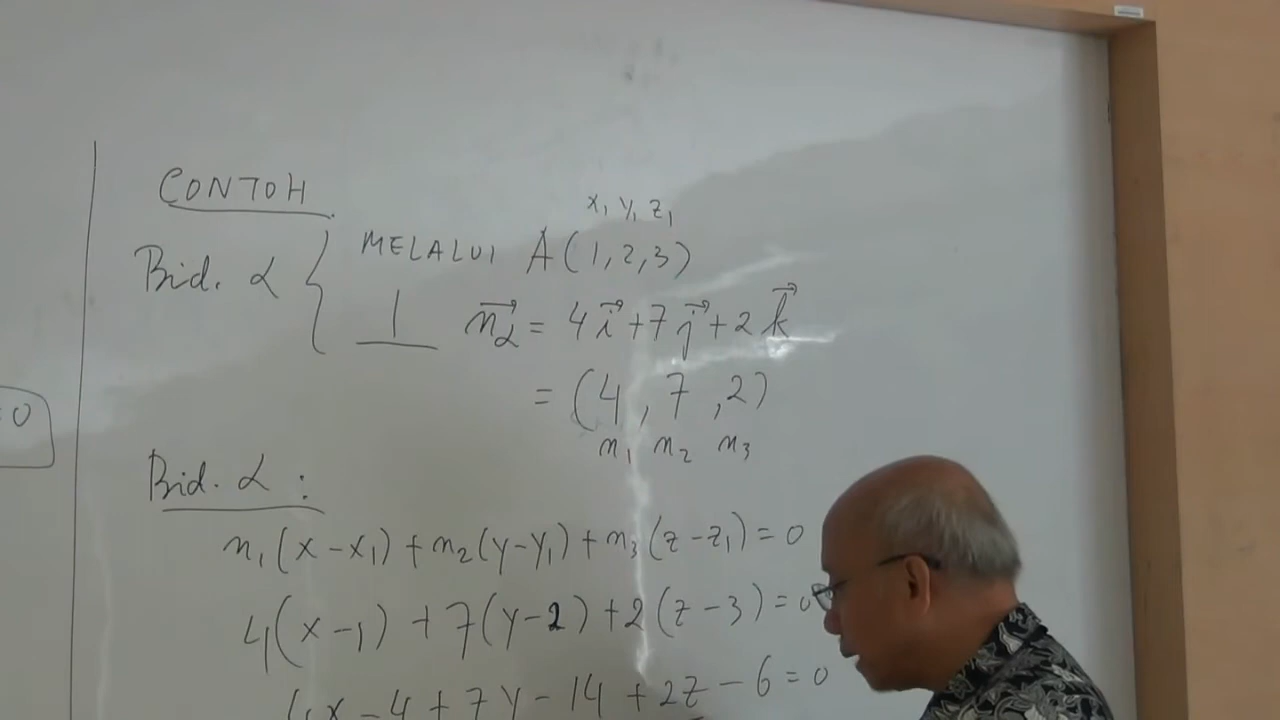 CONTOH
x₁ y₁ z₁
Bid. α { MELALUI A(1,2,3)
⊥ n⃗α = 4i⃗ + 7j⃗ + 2k⃗
= (4, 7, 2)
n₁ n₂ n₃
= 0
Bid. α :
n₁(x-x₁) + n₂(y-y₁) + n₃(z-z₁) = 0
4(x-1) + 7(y-2) + 2(z-3) = 0
4x - 4 + 7y - 14 + 2z - 6 = 0